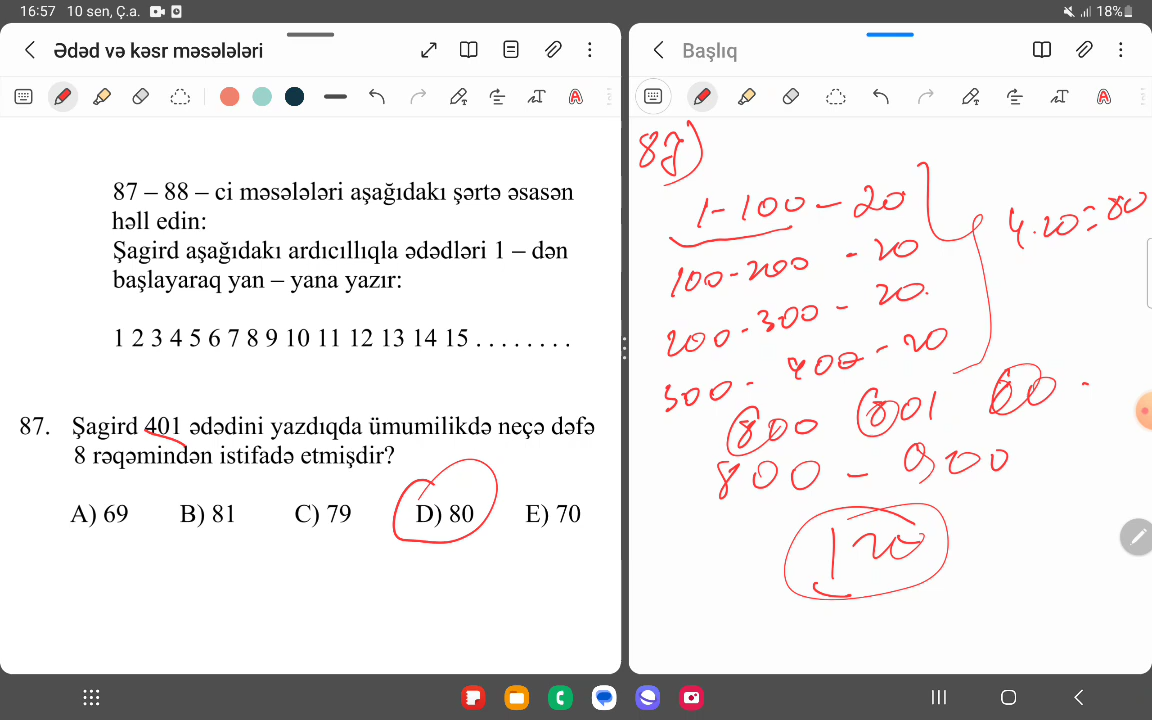 16:57 10 sen, Ç.a. 18%
Ədəd və kəsr məsələləri
87 – 88 – ci məsələləri aşağıdakı şərtə əsasən
həll edin:
Şagird aşağıdakı ardıcıllıqla ədədləri 1 – dən
başlayaraq yan – yana yazır:
1 2 3 4 5 6 7 8 9 10 11 12 13 14 15 . . . . . . . .
87. Şagird 401 ədədini yazdıqda ümumilikdə neçə dəfə
8 rəqəmindən istifadə etmişdir?
A) 69 B) 81 C) 79 D) 80 E) 70
Başlıq
87)
1-100 - 20
100-200 - 20
200-300 - 20.
300- 400 - 20
4.20=80
800 801 80
800 - 900
120